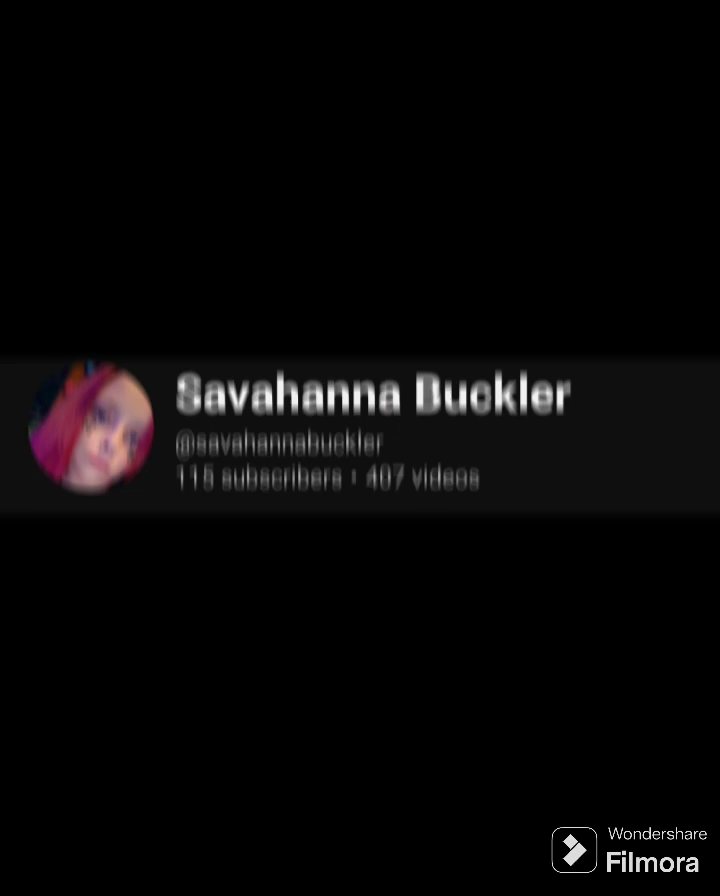 Savahanna Buckler
@savahannabuckler
115 subscribers • 407 videos
Wondershare
Filmora